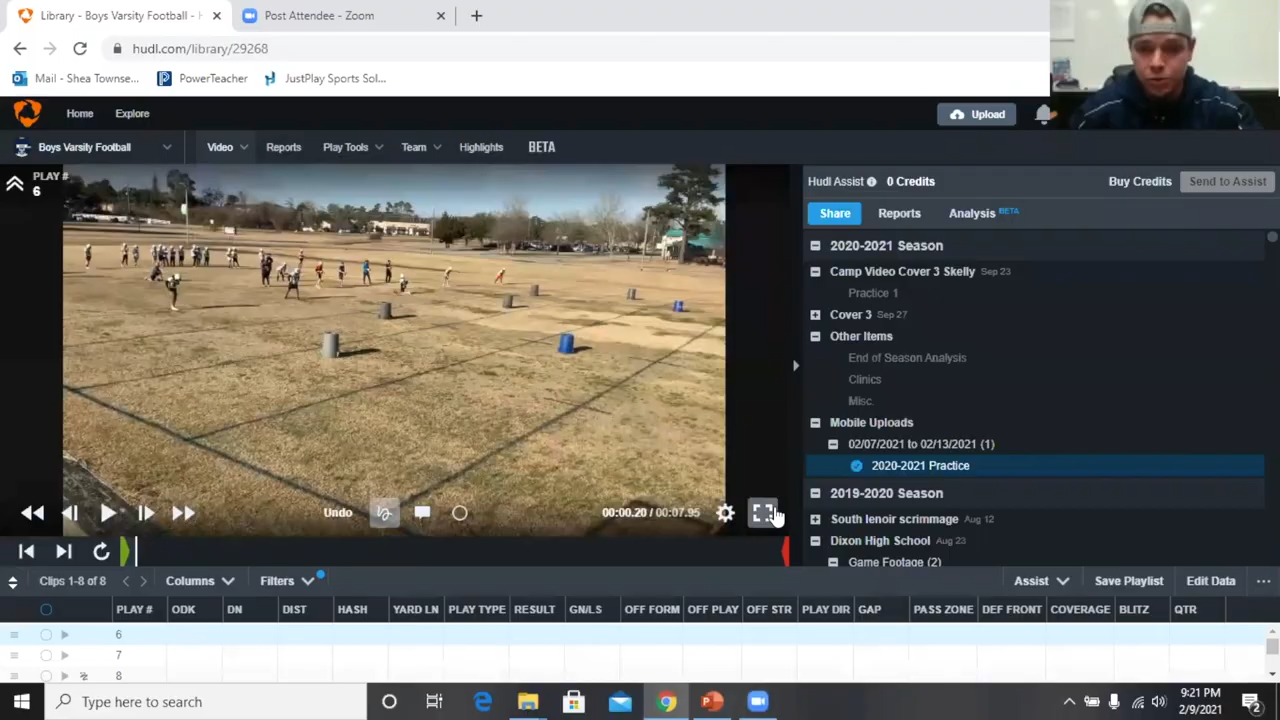 Library - Boys Varsity Football - H
Post Attendee - Zoom
hudl.com/library/29268
Mail - Shea Townse...
PowerTeacher
JustPlay Sports Sol...
Home
Explore
Upload
Boys Varsity Football
Video
Reports
Play Tools
Team
Highlights
BETA
PLAY #
6
Hudl Assist
0 Credits
Buy Credits
Send to Assist
Share
Reports
Analysis BETA
2020-2021 Season
Camp Video Cover 3 Skelly Sep 23
Practice 1
Cover 3 Sep 27
Other Items
End of Season Analysis
Clinics
Misc.
Mobile Uploads
02/07/2021 to 02/13/2021 (1)
2020-2021 Practice
2019-2020 Season
South lenoir scrimmage Aug 12
Dixon High School Aug 23
Game Footage (2)
Undo
00:00.20 / 00:07.95
Clips 1-8 of 8
Columns
Filters
Assist
Save Playlist
Edit Data
PLAY # ODK DN DIST HASH YARD LN PLAY TYPE RESULT GN/LS OFF FORM OFF PLAY OFF STR PLAY DIR GAP PASS ZONE DEF FRONT COVERAGE BLITZ QTR
6
7
8
Type here to search
9:21 PM
2/9/2021
2